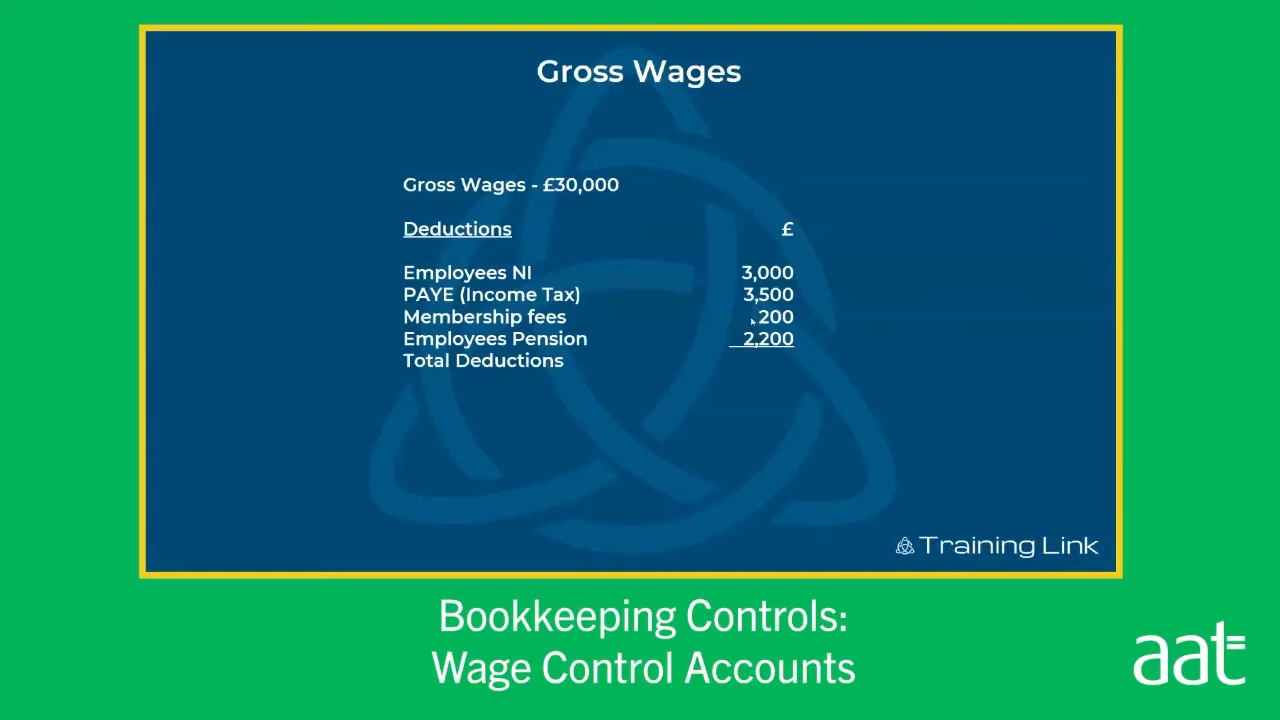 Gross Wages
Gross Wages - £30,000
Deductions £
Employees NI 3,000
PAYE (Income Tax) 3,500
Membership fees 200
Employees Pension 2,200
Total Deductions
Training Link
Bookkeeping Controls:
Wage Control Accounts
aat